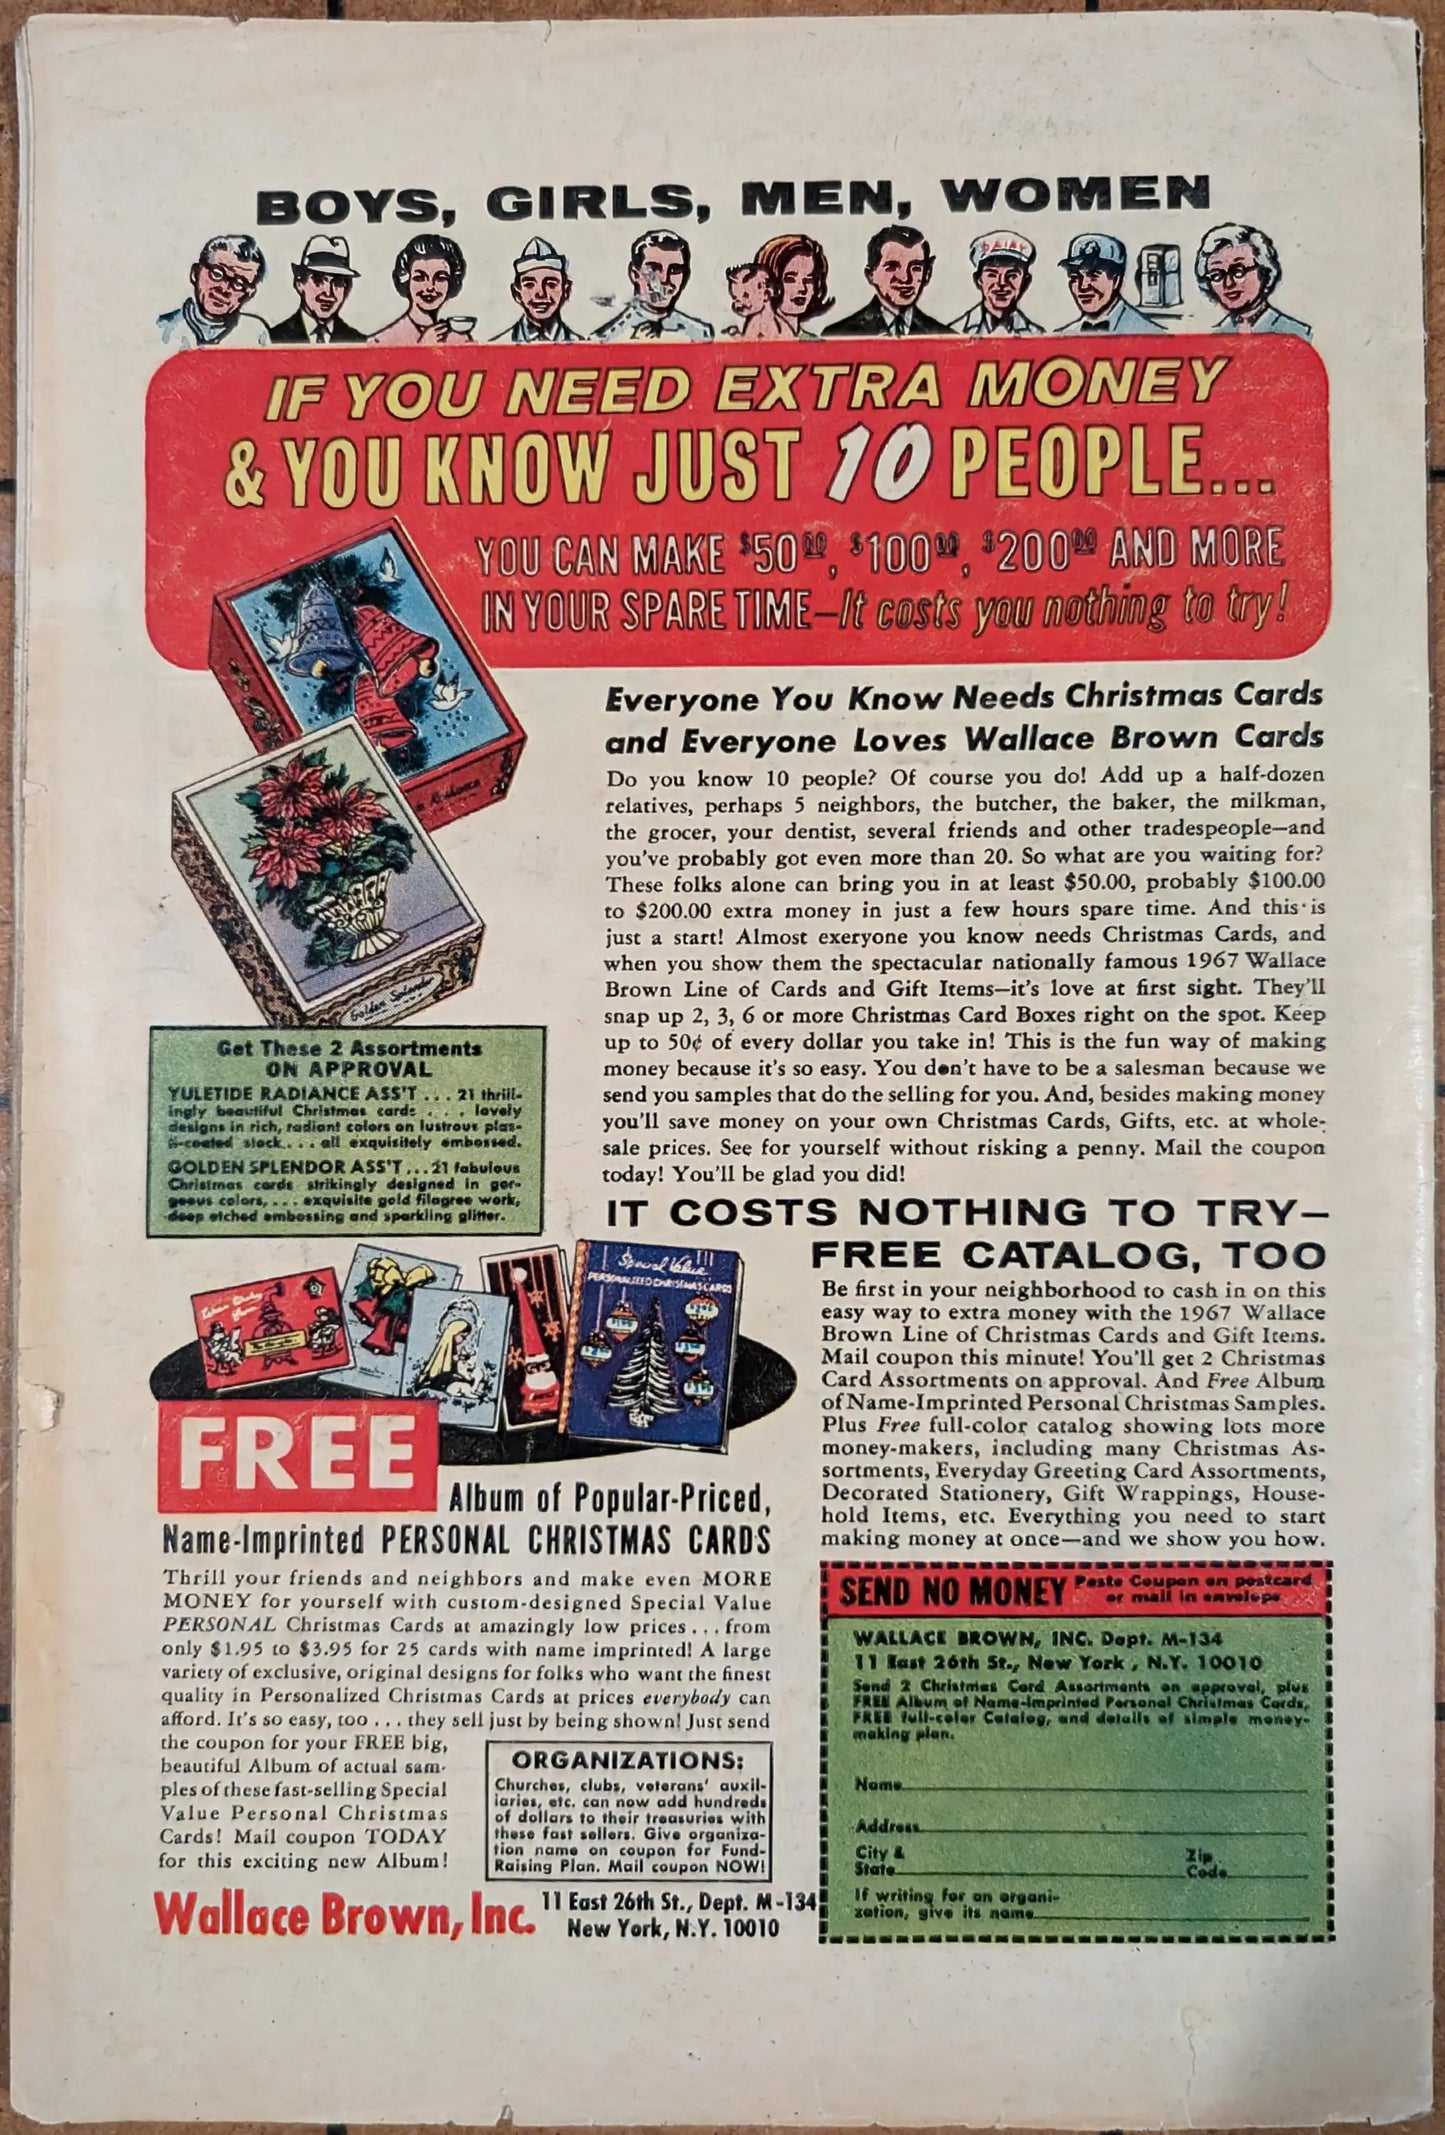 BOYS, GIRLS, MEN, WOMEN
DAIRY
IF YOU NEED EXTRA MONEY
& YOU KNOW JUST 10 PEOPLE...
YOU CAN MAKE $50.00, $100.00, $200.00 AND MORE
IN YOUR SPARE TIME—It costs you nothing to try!
Golden Splendor
Everyone You Know Needs Christmas Cards
and Everyone Loves Wallace Brown Cards
Do you know 10 people? Of course you do! Add up a half-dozen
relatives, perhaps 5 neighbors, the butcher, the baker, the milkman,
the grocer, your dentist, several friends and other tradespeople—and
you've probably got even more than 20. So what are you waiting for?
These folks alone can bring you in at least $50.00, probably $100.00
to $200.00 extra money in just a few hours spare time. And this is
just a start! Almost exeryone you know needs Christmas Cards, and
when you show them the spectacular nationally famous 1967 Wallace
Brown Line of Cards and Gift Items—it's love at first sight. They'll
snap up 2, 3, 6 or more Christmas Card Boxes right on the spot. Keep
up to 50¢ of every dollar you take in! This is the fun way of making
money because it's so easy. You don't have to be a salesman because we
send you samples that do the selling for you. And, besides making money
you'll save money on your own Christmas Cards, Gifts, etc. at whole-
sale prices. See for yourself without risking a penny. Mail the coupon
today! You'll be glad you did!
Get These 2 Assortments
ON APPROVAL
YULETIDE RADIANCE ASS'T . . . 21 thrill-
ingly beautiful Christmas cards . . . . lovely
designs in rich, radiant colors on lustrous plas-
ti-coated stock. . . . all exquisitely embossed.
GOLDEN SPLENDOR ASS'T . . . 21 fabulous
Christmas cards strikingly designed in gor-
geous colors, . . . exquisite gold filagree work,
deep etched embossing and sparkling glitter.
IT COSTS NOTHING TO TRY—
FREE CATALOG, TOO
Be first in your neighborhood to cash in on this
easy way to extra money with the 1967 Wallace
Brown Line of Christmas Cards and Gift Items.
Mail coupon this minute! You'll get 2 Christmas
Card Assortments on approval. And Free Album
of Name-Imprinted Personal Christmas Samples.
Plus Free full-color catalog showing lots more
money-makers, including many Christmas As-
sortments, Everyday Greeting Card Assortments,
Decorated Stationery, Gift Wrappings, House-
hold Items, etc. Everything you need to start
making money at once—and we show you how.
Special Value
PERSONALIZED CHRISTMAS CARDS
FREE
Album of Popular-Priced,
Name-Imprinted PERSONAL CHRISTMAS CARDS
Thrill your friends and neighbors and make even MORE
MONEY for yourself with custom-designed Special Value
PERSONAL Christmas Cards at amazingly low prices . . . from
only $1.95 to $3.95 for 25 cards with name imprinted! A large
variety of exclusive, original designs for folks who want the finest
quality in Personalized Christmas Cards at prices everybody can
afford. It's so easy, too . . . they sell just by being shown! Just send
the coupon for your FREE big,
beautiful Album of actual sam-
ples of these fast-selling Special
Value Personal Christmas
Cards! Mail coupon TODAY
for this exciting new Album!
ORGANIZATIONS:
Churches, clubs, veterans' auxil-
iaries, etc. can now add hundreds
of dollars to their treasuries with
these fast sellers. Give organiza-
tion name on coupon for Fund-
Raising Plan. Mail coupon NOW!
Wallace Brown, Inc.
11 East 26th St., Dept. M-134
New York, N.Y. 10010
SEND NO MONEY Paste Coupon on postcard
or mail in envelope
WALLACE BROWN, INC. Dept. M-134
11 East 26th St., New York , N.Y. 10010
Send 2 Christmas Card Assortments on approval, plus
FREE Album of Name-Imprinted Personal Christmas Cards,
FREE full-color Catalog, and details of simple money-
making plan.
Name
Address
City &
State
Zip
Code
If writing for an organi-
zation, give its name